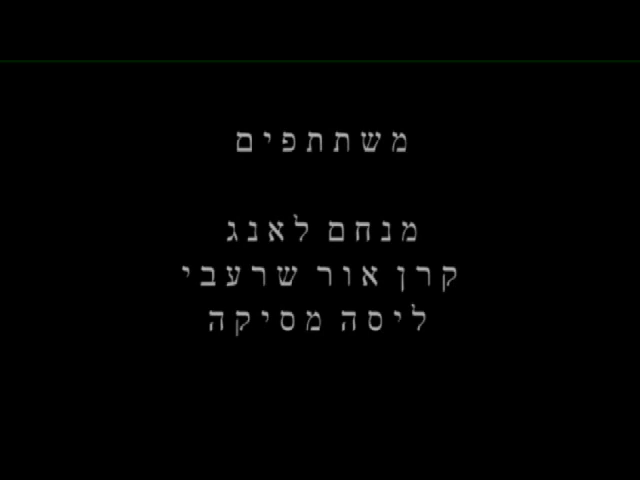 משתתפים
מנחם לאנג
קרן אור שרעבי
ליסה מסיקה